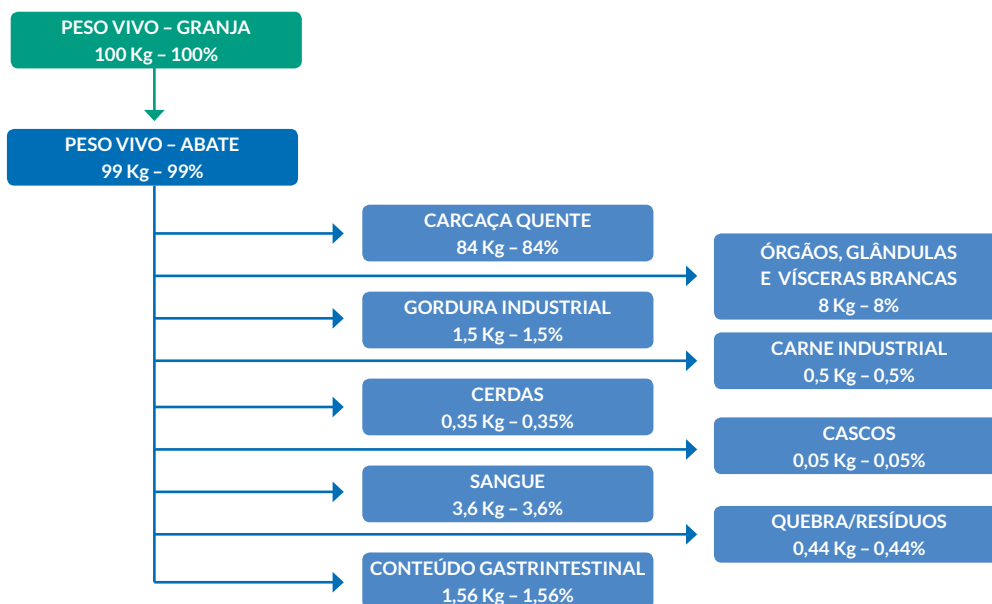 PESO VIVO – GRANJA
100 Kg – 100%
PESO VIVO – ABATE
99 Kg – 99%
CARCAÇA QUENTE
84 Kg – 84%
ÓRGÃOS, GLÂNDULAS
E VÍSCERAS BRANCAS
8 Kg – 8%
GORDURA INDUSTRIAL
1,5 Kg – 1,5%
CARNE INDUSTRIAL
0,5 Kg – 0,5%
CERDAS
0,35 Kg – 0,35%
CASCOS
0,05 Kg – 0,05%
SANGUE
3,6 Kg – 3,6%
QUEBRA/RESÍDUOS
0,44 Kg – 0,44%
CONTEÚDO GASTRINTESTINAL
1,56 Kg – 1,56%